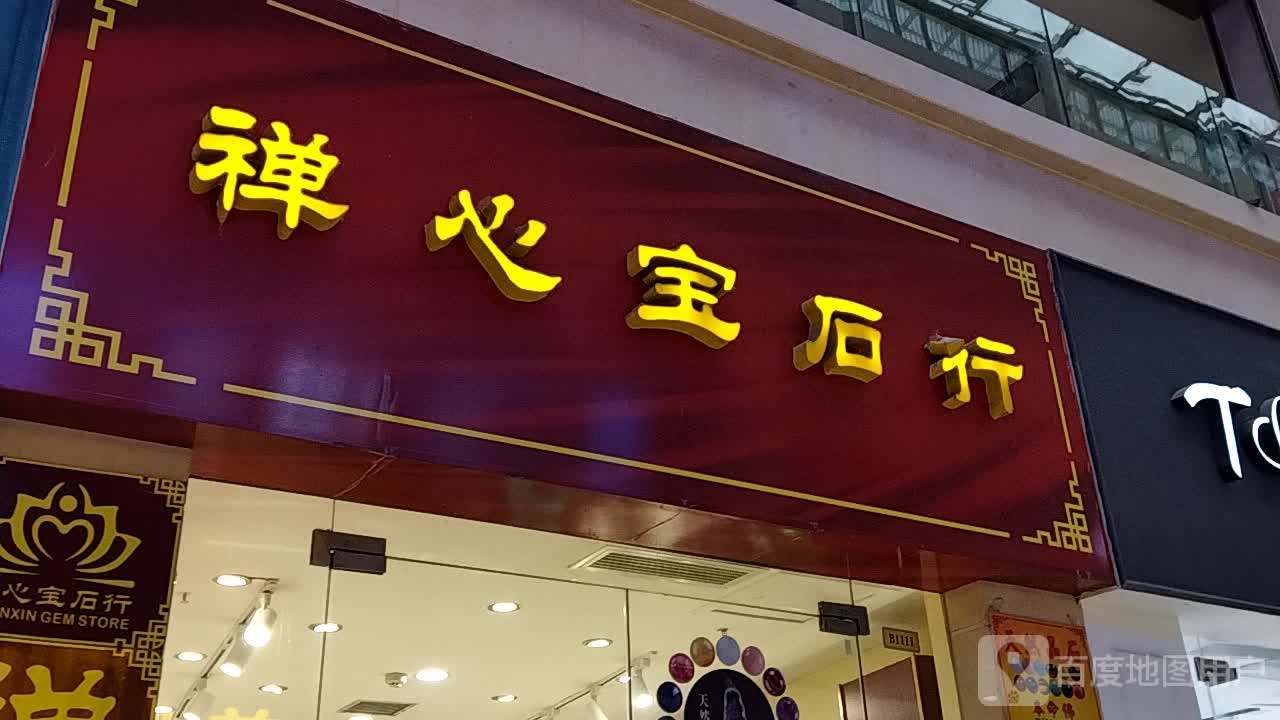 禅心宝石行
心宝石行
NXIN GEM STORE
禅
B1111
T
百度地图用户